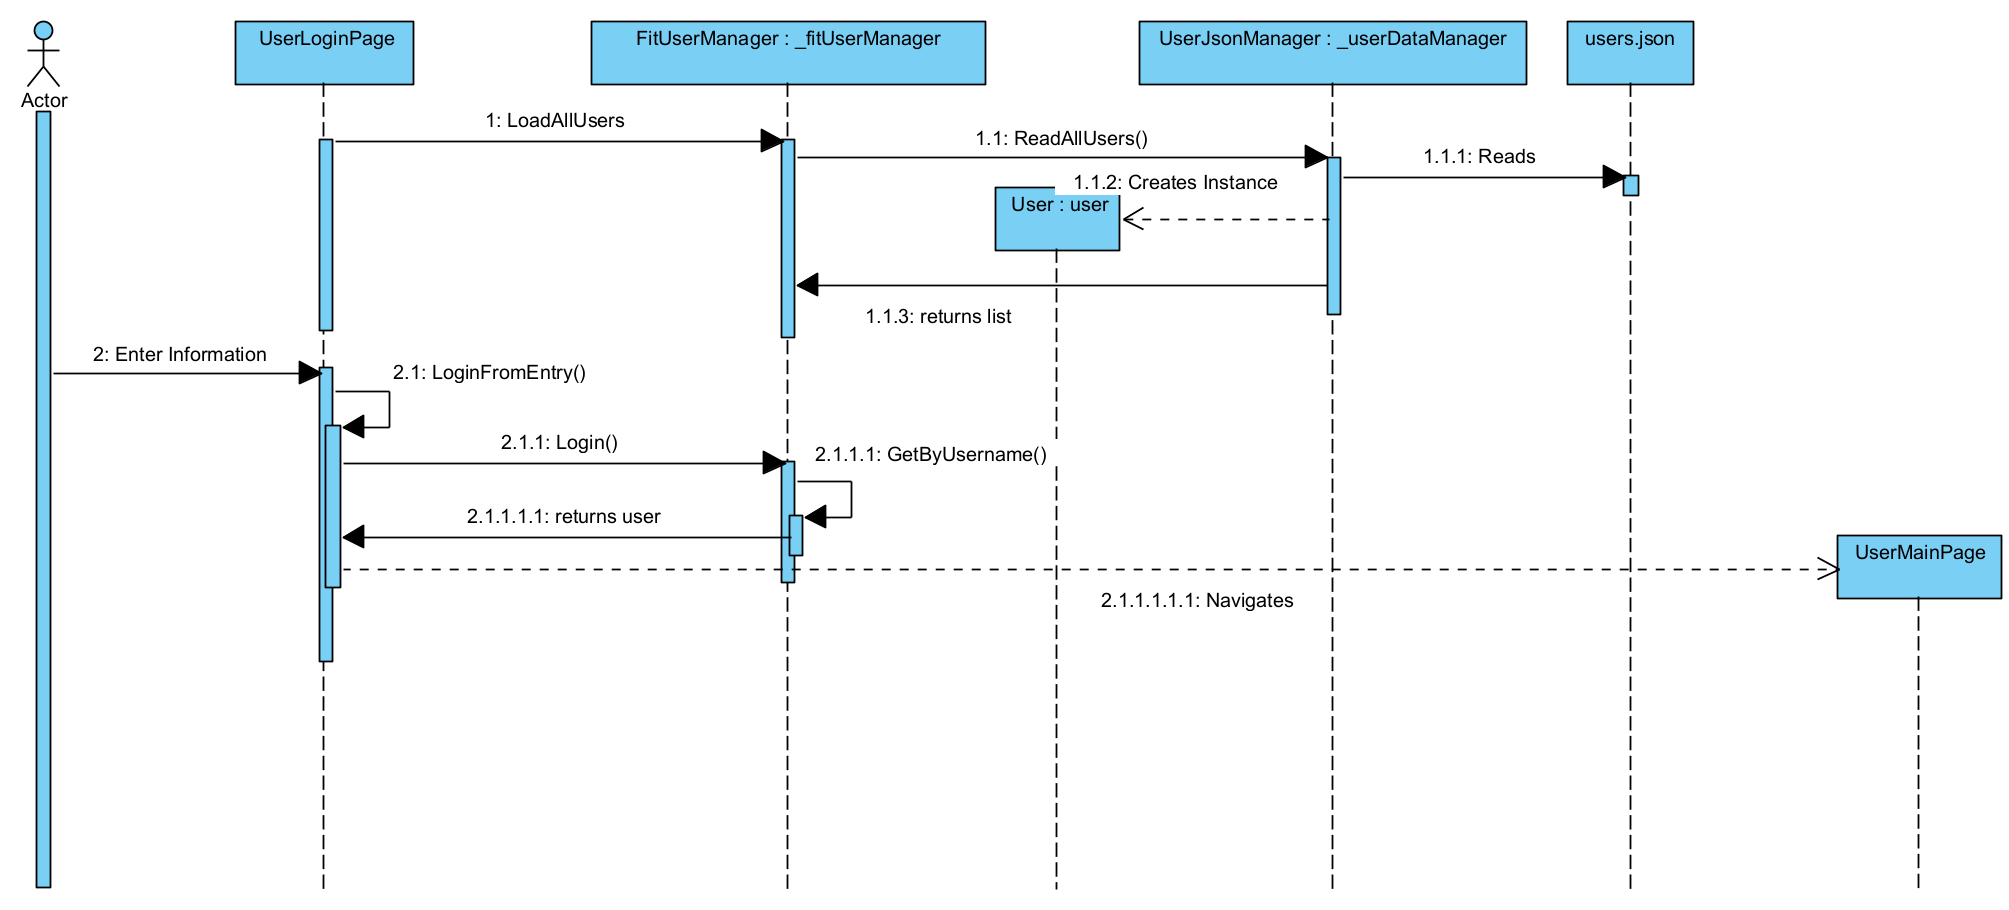 Actor
UserLoginPage
FitUserManager : _fitUserManager
UserJsonManager : _userDataManager
users.json
1: LoadAllUsers
1.1: ReadAllUsers()
1.1.1: Reads
1.1.2: Creates Instance
User : user
1.1.3: returns list
2: Enter Information
2.1: LoginFromEntry()
2.1.1: Login()
2.1.1.1: GetByUsername()
2.1.1.1.1: returns user
UserMainPage
2.1.1.1.1.1: Navigates